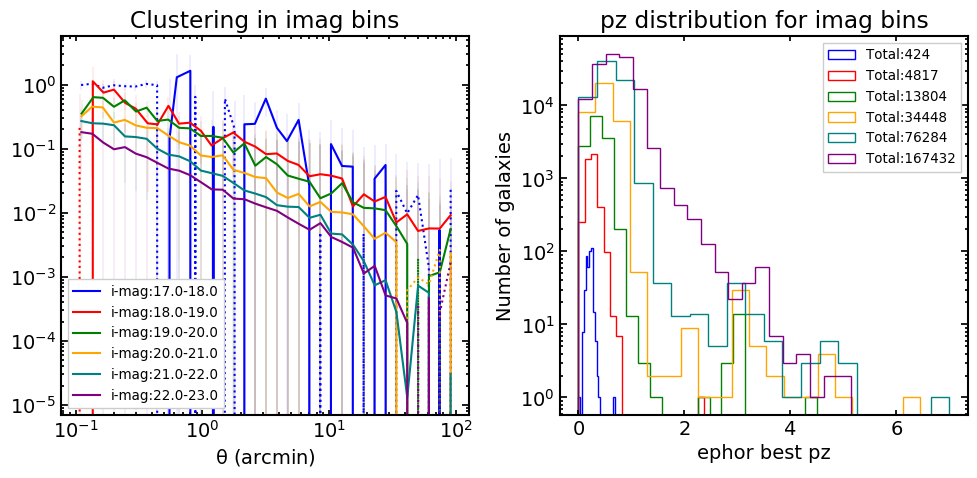 Clustering in imag bins
10^0
10^-1
10^-2
10^-3
10^-4
10^-5
i-mag:17.0-18.0
i-mag:18.0-19.0
i-mag:19.0-20.0
i-mag:20.0-21.0
i-mag:21.0-22.0
i-mag:22.0-23.0
10^-1 10^0 10^1 10^2
θ (arcmin)
pz distribution for imag bins
Number of galaxies
10^4
10^3
10^2
10^1
10^0
Total:424
Total:4817
Total:13804
Total:34448
Total:76284
Total:167432
0 2 4 6
ephor best pz